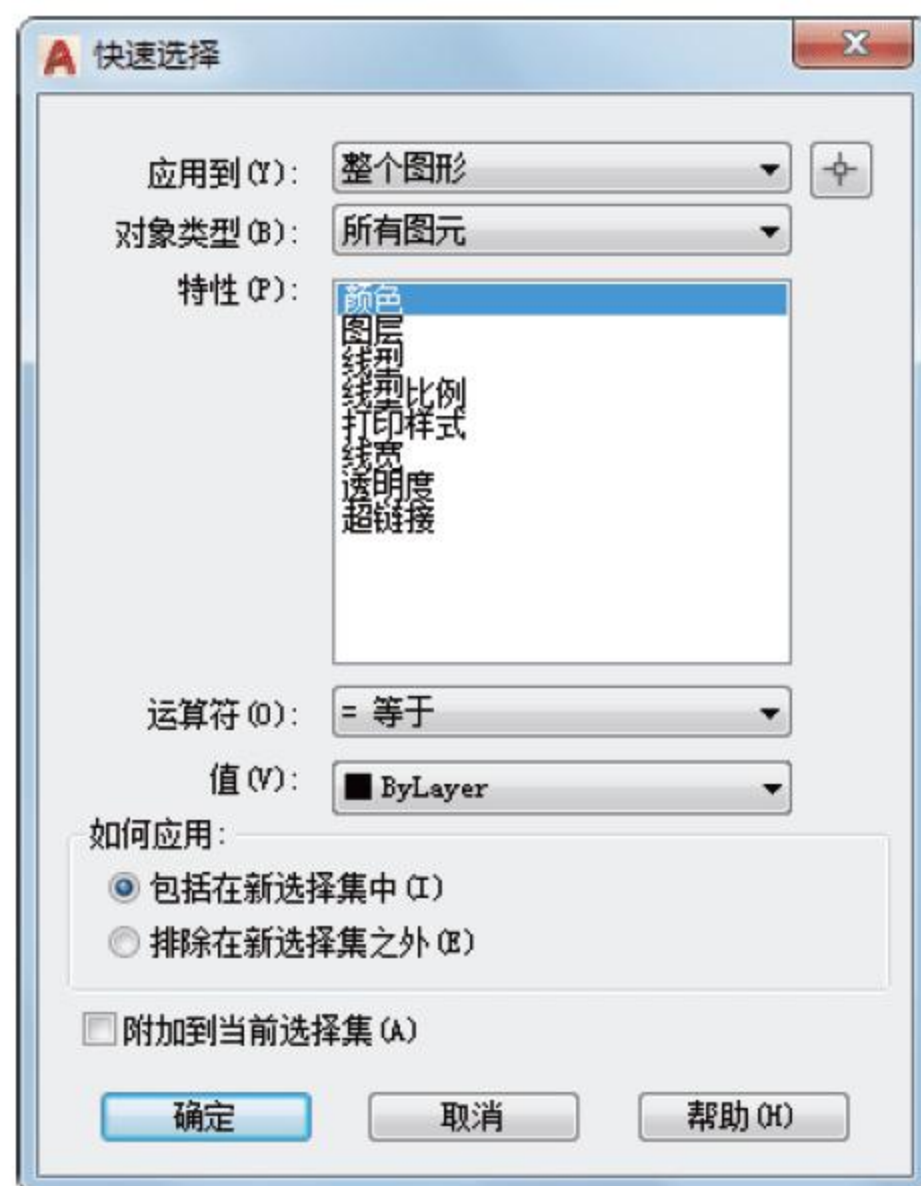 快速选择
应用到(Y): 整个图形
对象类型(B): 所有图元
特性(P): 颜色
图层
线型
线型比例
打印样式
线宽
透明度
超链接
运算符(O): = 等于
值(V): ByLayer
如何应用:
包括在新选择集中(I)
排除在新选择集之外(E)
附加到当前选择集(A)
确定 取消 帮助(H)